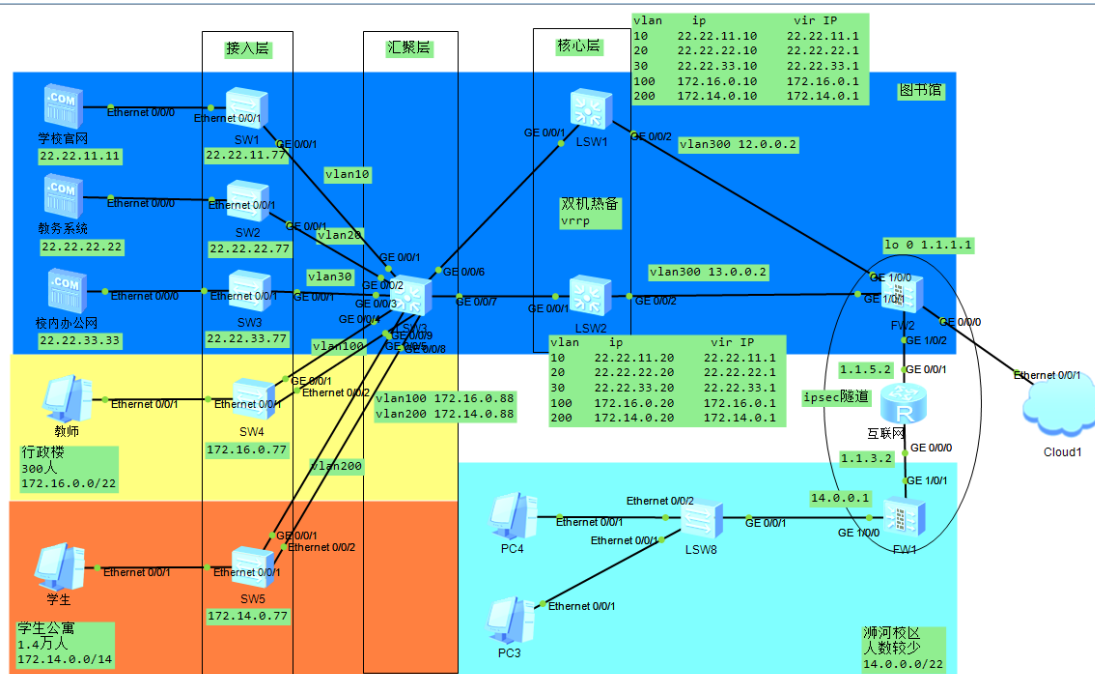 接入层
汇聚层
核心层
vlan ip vir IP
10 22.22.11.10 22.22.11.1
20 22.22.22.10 22.22.22.1
30 22.22.33.10 22.22.33.1
100 172.16.0.10 172.16.0.1
200 172.14.0.10 172.14.0.1
图书馆
.COM
Ethernet 0/0/0
Ethernet 0/0/1
SW1
GE 0/0/1
学校官网
22.22.11.11
22.22.11.77
vlan10
GE 0/0/1
LSW1
GE 0/0/2
vlan300 12.0.0.2
.COM
Ethernet 0/0/0
Ethernet 0/0/1
SW2
GE 0/0/1
教务系统
22.22.22.22
22.22.22.77
vlan20
双机热备
vrrp
lo 0 1.1.1.1
.COM
Ethernet 0/0/0
Ethernet 0/0/1
SW3
GE 0/0/1
校内办公网
22.22.33.33
22.22.33.77
vlan30
GE 0/0/1
GE 0/0/2
GE 0/0/3
GE 0/0/4
GE 0/0/6
GE 0/0/7
GE 0/0/9
GE 0/0/5
GE 0/0/8
LSW3
GE 0/0/1
LSW2
GE 0/0/2
vlan300 13.0.0.2
GE 1/0/0
GE 1/0/1
FW2
GE 0/0/0
GE 1/0/2
Ethernet 0/0/1
Cloud1
vlan ip vir IP
10 22.22.11.20 22.22.11.1
20 22.22.22.20 22.22.22.1
30 22.22.33.20 22.22.33.1
100 172.16.0.20 172.16.0.1
200 172.14.0.20 172.14.0.1
vlan100
vlan100 172.16.0.88
vlan200 172.14.0.88
教师
Ethernet 0/0/1
Ethernet 0/0/1
GE 0/0/1
Ethernet 0/0/2
SW4
172.16.0.77
行政楼
300人
172.16.0.0/22
vlan200
1.1.5.2
GE 0/0/1
ipsec隧道
R
互联网
GE 0/0/0
1.1.3.2
GE 1/0/1
14.0.0.1
GE 1/0/0
FW1
学生
Ethernet 0/0/1
Ethernet 0/0/1
GE 0/0/1
Ethernet 0/0/2
SW5
172.14.0.77
学生公寓
1.4万人
172.14.0.0/14
PC4
Ethernet 0/0/1
Ethernet 0/0/2
Ethernet 0/0/1
LSW8
GE 0/0/1
PC3
Ethernet 0/0/1
浉河校区
人数较少
14.0.0.0/22